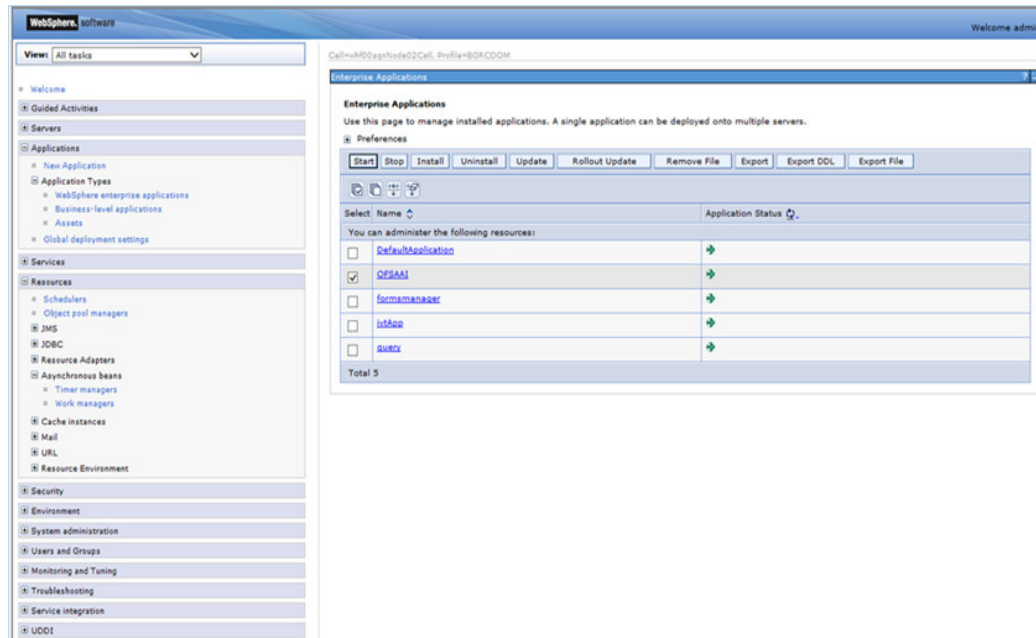 WebSphere. software
Welcome admi
View: All tasks
Cell=whf00aqnNode02Cell, Profile=BGRCDOM
Welcome
Guided Activities
Servers
Applications
New Application
Application Types
WebSphere enterprise applications
Business-level applications
Assets
Global deployment settings
Services
Resources
Schedulers
Object pool managers
JMS
JDBC
Resource Adapters
Asynchronous beans
Timer managers
Work managers
Cache instances
Mail
URL
Resource Environment
Security
Environment
System administration
Users and Groups
Monitoring and Tuning
Troubleshooting
Service integration
UDDI
Enterprise Applications ?
Enterprise Applications
Use this page to manage installed applications. A single application can be deployed onto multiple servers.
Preferences
Start Stop Install Uninstall Update Rollout Update Remove File Export Export DDL Export File
Select Name Application Status
You can administer the following resources:
DefaultApplication
OFSAAI
formsmanager
ivtApp
query
Total 5